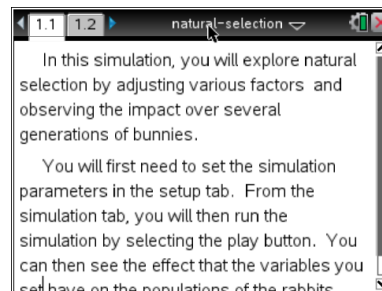 1.1 1.2 natural-selection
In this simulation, you will explore natural
selection by adjusting various factors and
observing the impact over several
generations of bunnies.
You will first need to set the simulation
parameters in the setup tab. From the
simulation tab, you will then run the
simulation by selecting the play button. You
can then see the effect that the variables you
set have on the populations of the rabbits